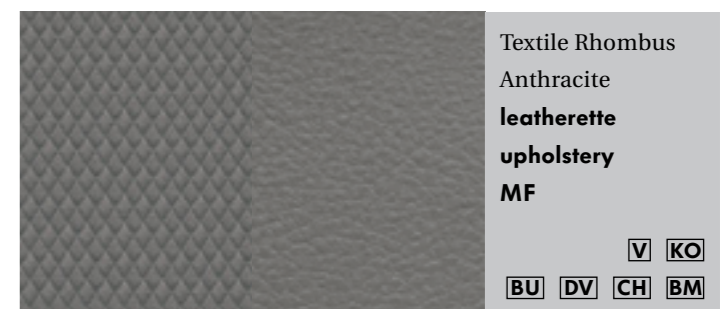 Textile Rhombus
Anthracite
leatherette
upholstery
MF
V KO
BU DV CH BM